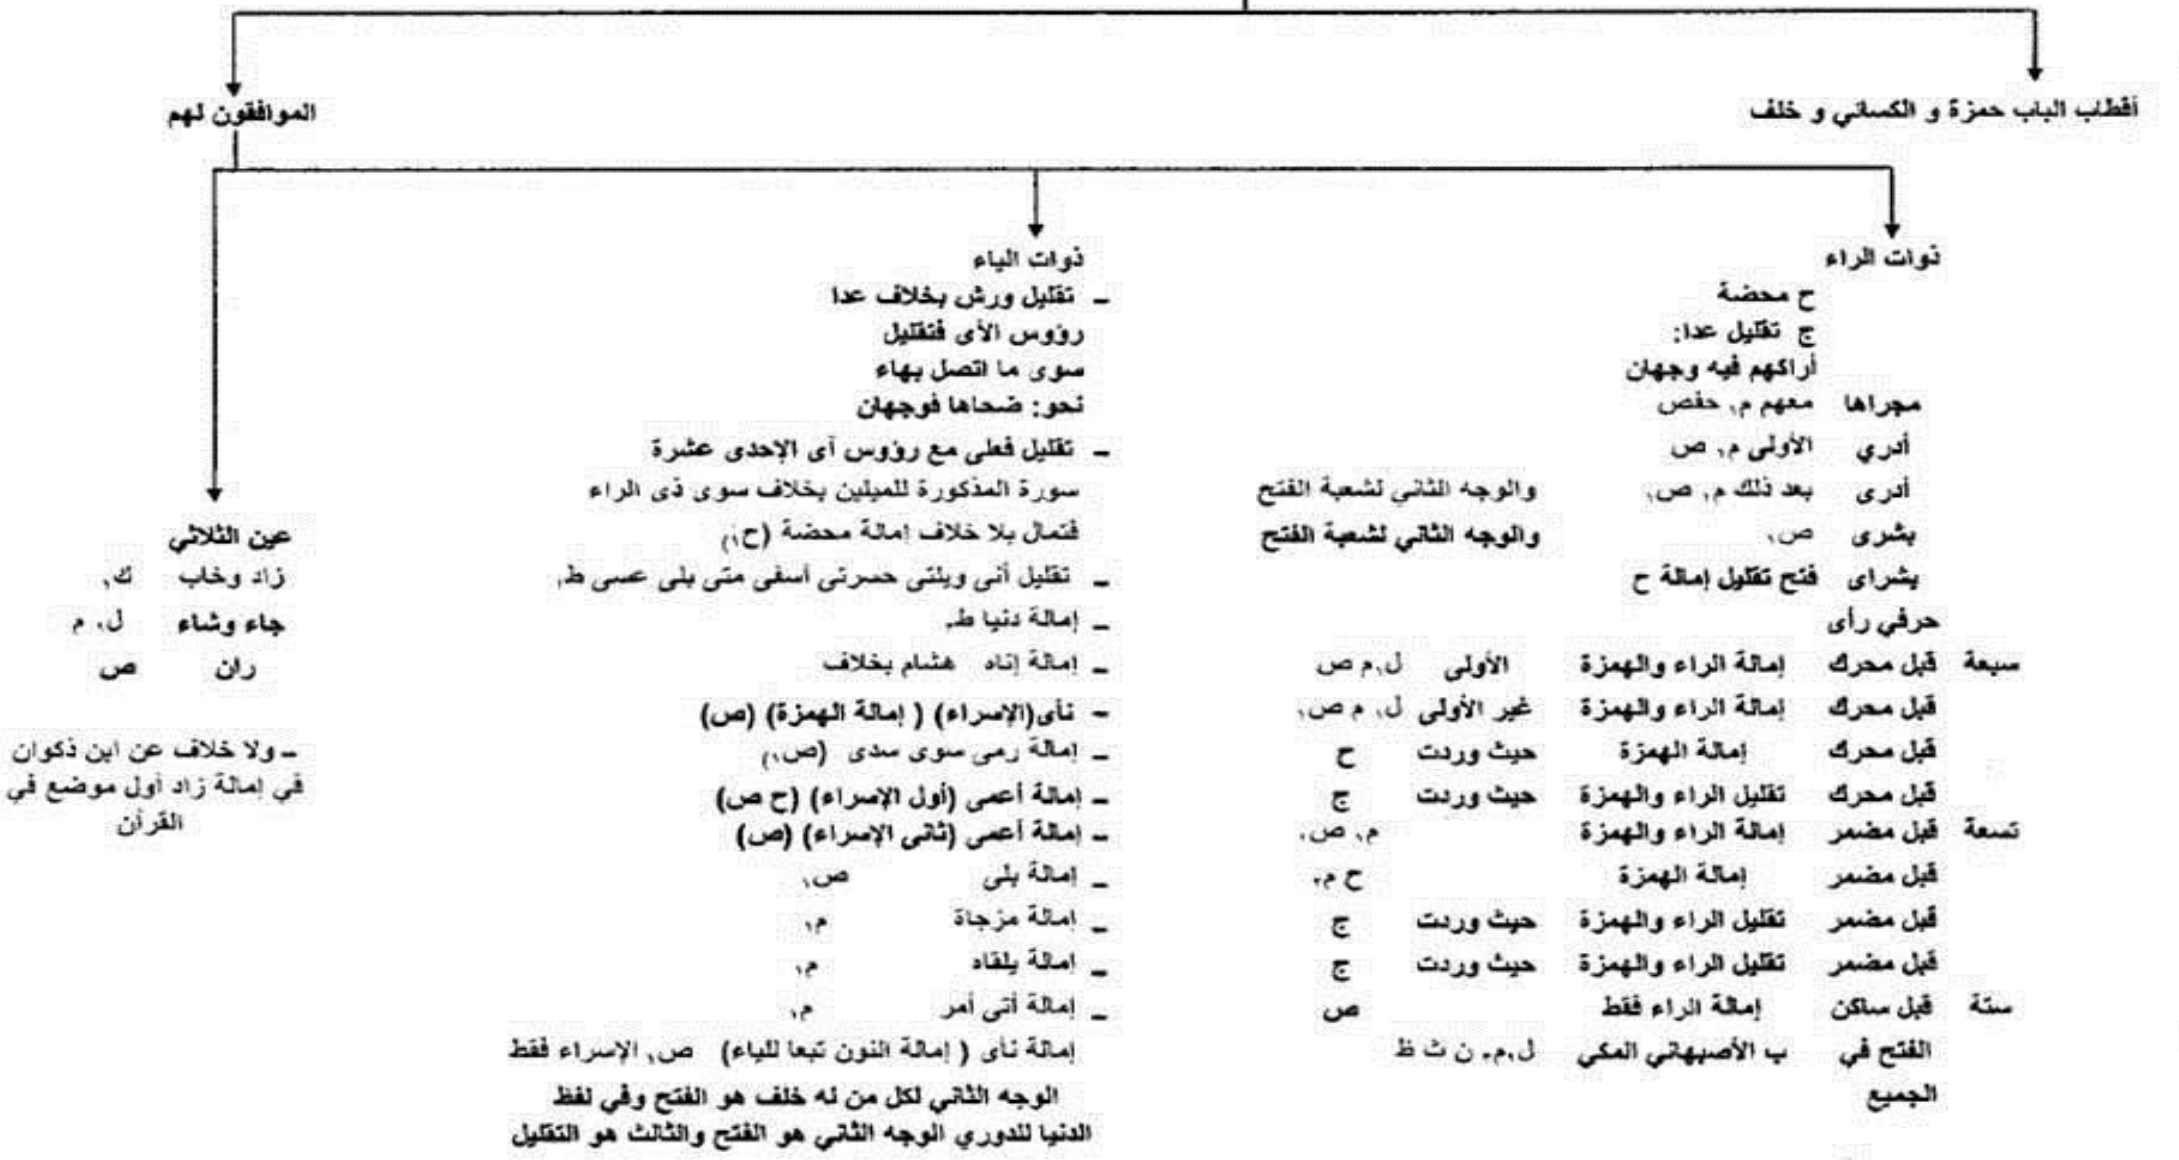 أقطاب الباب حمزة و الكسائي و خلف
الموافقون لهم
ذوات الراء
ح محضة
ج تقليل عدا:
أراكهم فيه وجهان
مجراها معهم م, حفص
أدري الأولى م, ص
أدرى بعد ذلك م, ص, والوجه الثاني لشعبة الفتح
بشرى ص, والوجه الثاني لشعبة الفتح
بشراي فتح تقليل إمالة ح
حرفي رأى
سبعة قبل محرك إمالة الراء والهمزة الأولى ل, م ص
قبل محرك إمالة الراء والهمزة غير الأولى ل, م ص,
قبل محرك إمالة الهمزة حيث وردت ح
قبل محرك تقليل الراء والهمزة حيث وردت ج
تسعة قبل مضمر إمالة الراء والهمزة م, ص,
قبل مضمر إمالة الهمزة ح م,
قبل مضمر تقليل الراء والهمزة حيث وردت ج
قبل مضمر تقليل الراء والهمزة حيث وردت ج
ستة قبل ساكن إمالة الراء فقط ص
الفتح في ب الأصبهاني المكي ل, م, ن ث ظ
الجميع
ذوات الياء
_ تقليل ورش بخلاف عدا
رؤوس الأى فتقليل
سوى ما اتصل بهاء
نحو: ضحاها فوجهان
_ تقليل فعلى مع رؤوس آى الإحدى عشرة
سورة المذكورة للميلين بخلاف سوى ذى الراء
فتمال بلا خلاف إمالة محضة (ح,)
_ تقليل أنى ويلتى حسرتى أسفى متى بلى عسى ط,
_ إمالة دنيا ط,
_ إمالة إناه هشام بخلاف
- نأى(الإسراء) ( إمالة الهمزة) (ص)
_ إمالة رمى سوى سدى (ص,)
_ إمالة أعمى (أول الإسراء) (ح ص)
_ إمالة أعمى (ثانى الإسراء) (ص)
_ إمالة بلى ص,
_ إمالة مزجاة م,
_ إمالة يلقاه م,
_ إمالة أتى أمر م,
إمالة نأى ( إمالة النون تبعا للياء) ص, الإسراء فقط
الوجه الثاني لكل من له خلف هو الفتح وفي لفظ
الدنيا للدوري الوجه الثاني هو الفتح والثالث هو التقليل
عين الثلاثي
زاد وخاب ك,
جاء وشاء ل, م
ران ص
_ ولا خلاف عن ابن ذكوان
في إمالة زاد أول موضع في
القرآن